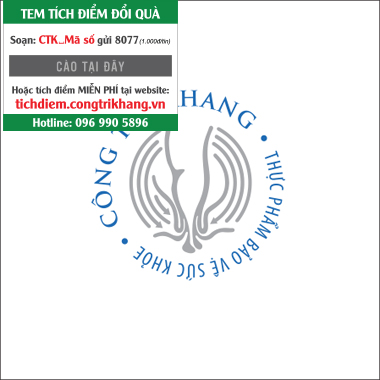 TEM TÍCH ĐIỂM ĐỔI QUÀ
Soạn: CTK...Mã số gửi 8077(1.000đ/tin)
CÀO TẠI ĐÂY
Hoặc tích điểm MIỄN PHÍ tại website:
tichdiem.congtrikhang.vn
Hotline: 096 990 5896
• CÔNG T KHANG •
THỰC PHẨM BẢO VỆ SỨC KHỎE